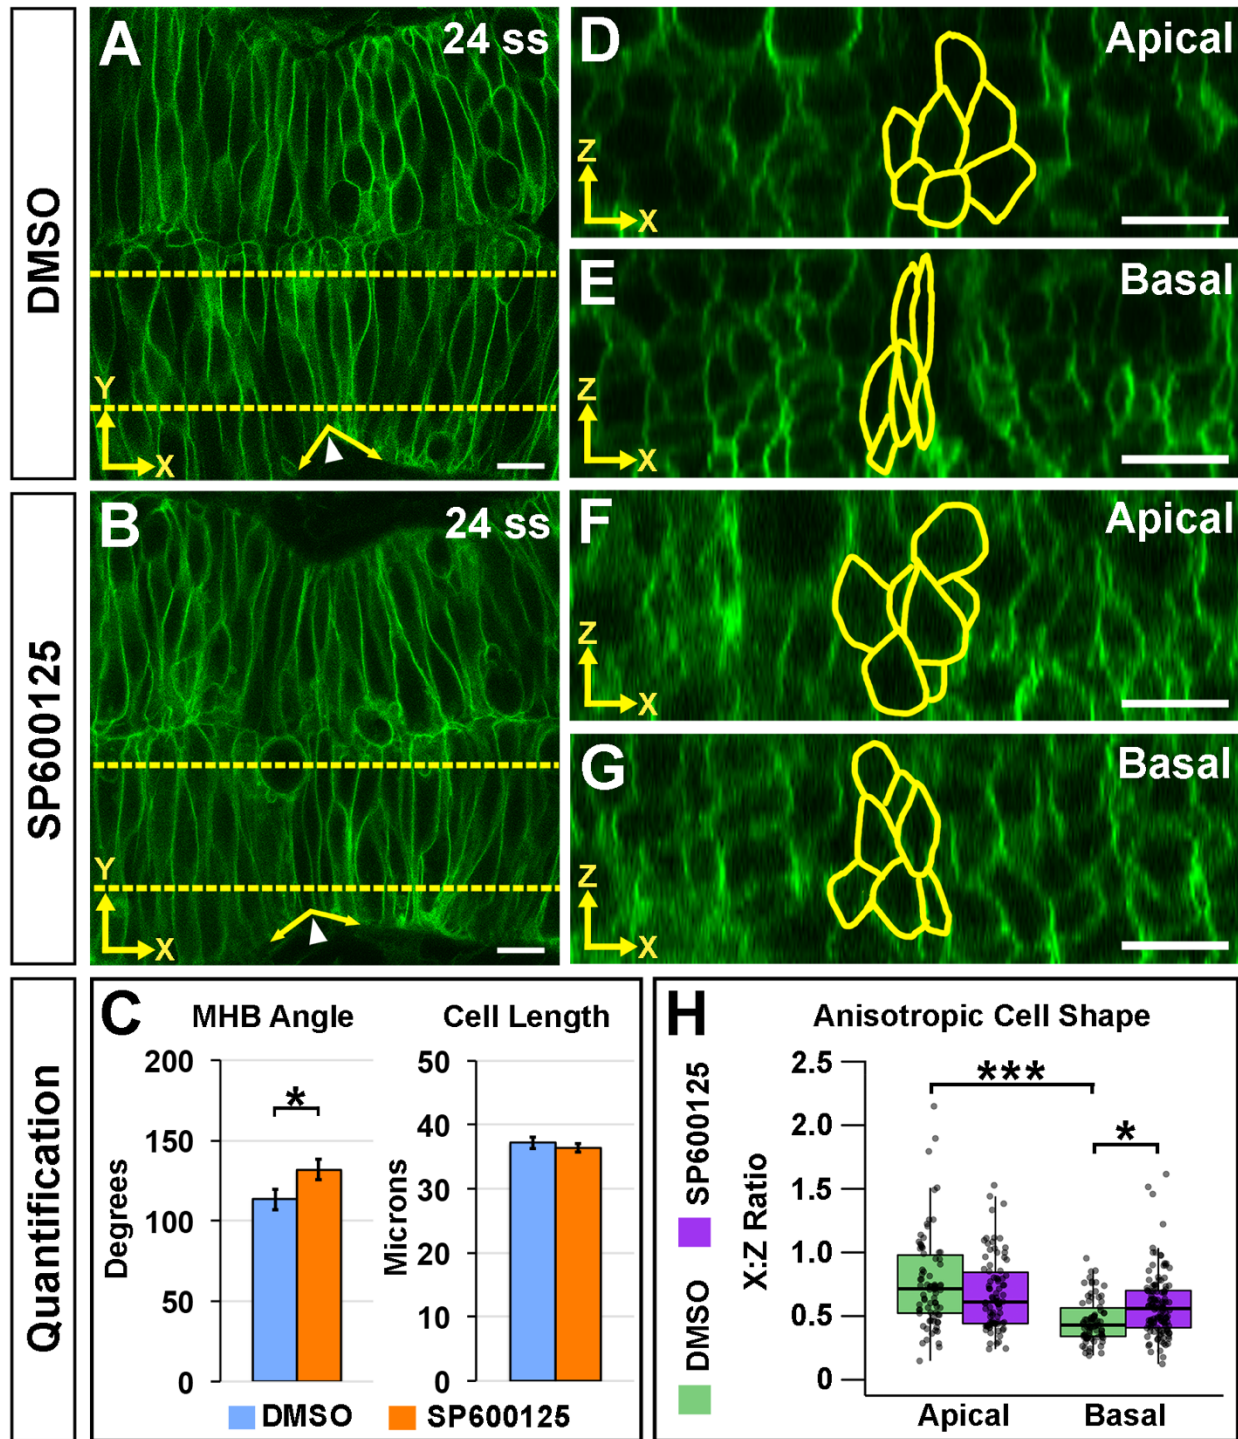 DMSO
A
24 ss
Y
X
D
Apical
Z
X
E
Basal
Z
X
SP600125
B
24 ss
Y
X
F
Apical
Z
X
G
Basal
Z
X
Quantification
C
MHB Angle
Cell Length
Degrees
200
150
100
50
0
*
Microns
50
40
30
20
10
0
DMSO
SP600125
H
Anisotropic Cell Shape
SP600125
DMSO
X:Z Ratio
2.5
2.0
1.5
1.0
0.5
0
***
*
Apical
Basal